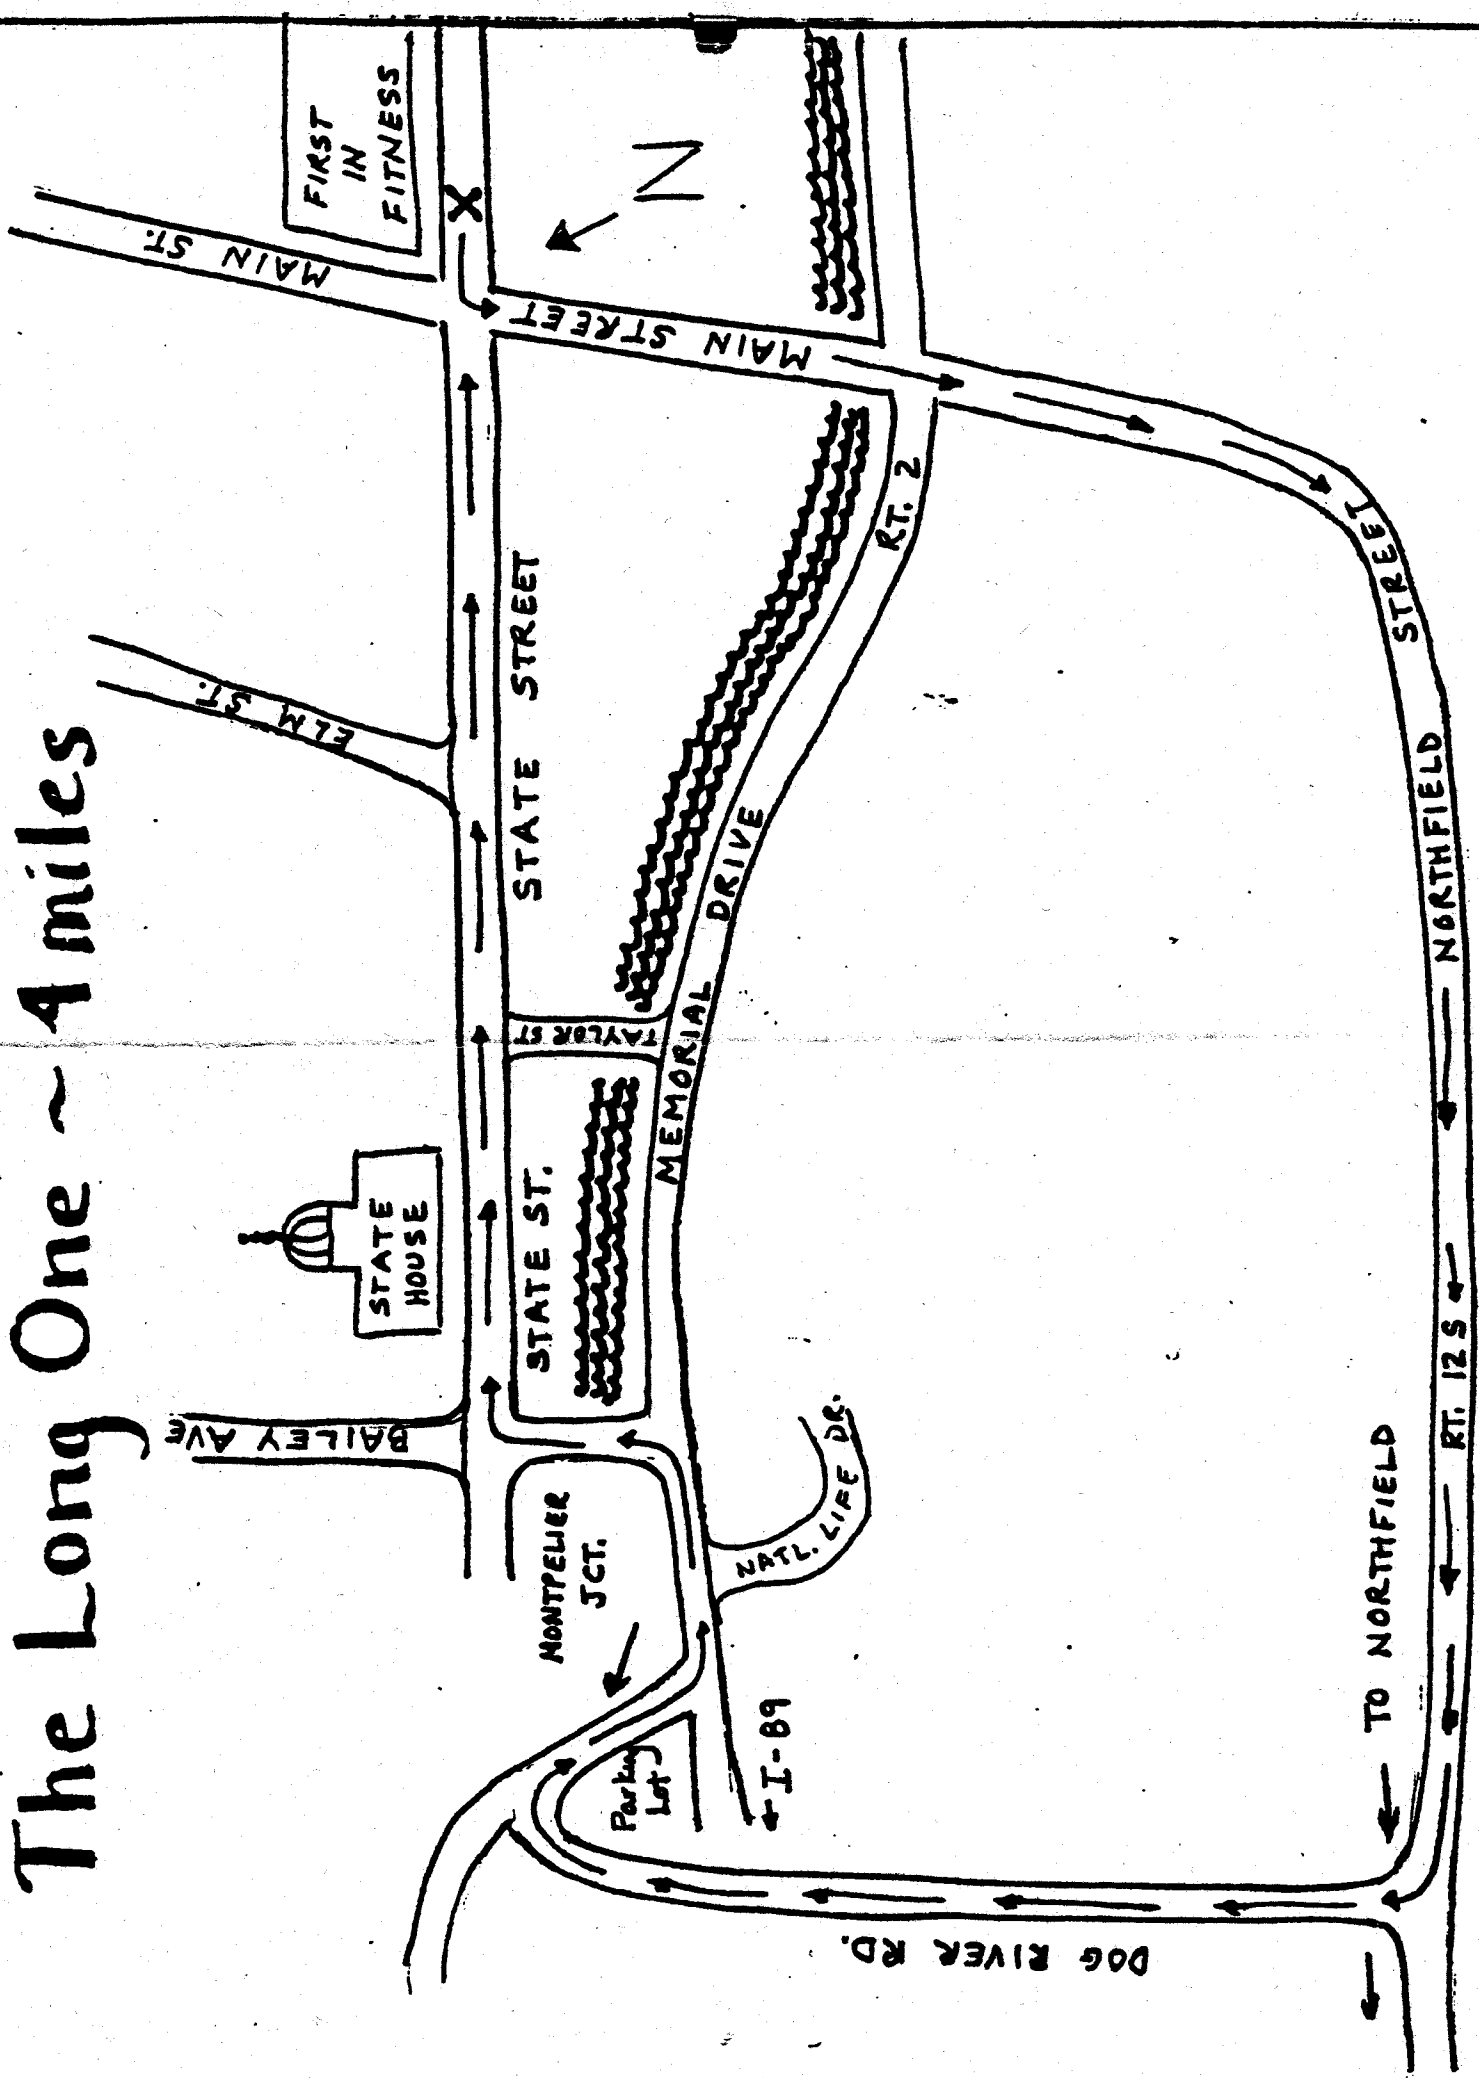 The Long One ~ 4 miles
BAILEY AVE
STATE
HOUSE
ELM ST.
MAIN ST.
FIRST
IN
FITNESS
X
N
MAIN STREET
STATE STREET
STATE ST.
TAYLOR ST
MONTPELIER
JCT.
MEMORIAL DRIVE
RT. 2
Parking
Lot
I-89
NATL. LIFE DR.
DOG RIVER RD.
TO NORTHFIELD
RT. 12 S
NORTHFIELD STREET